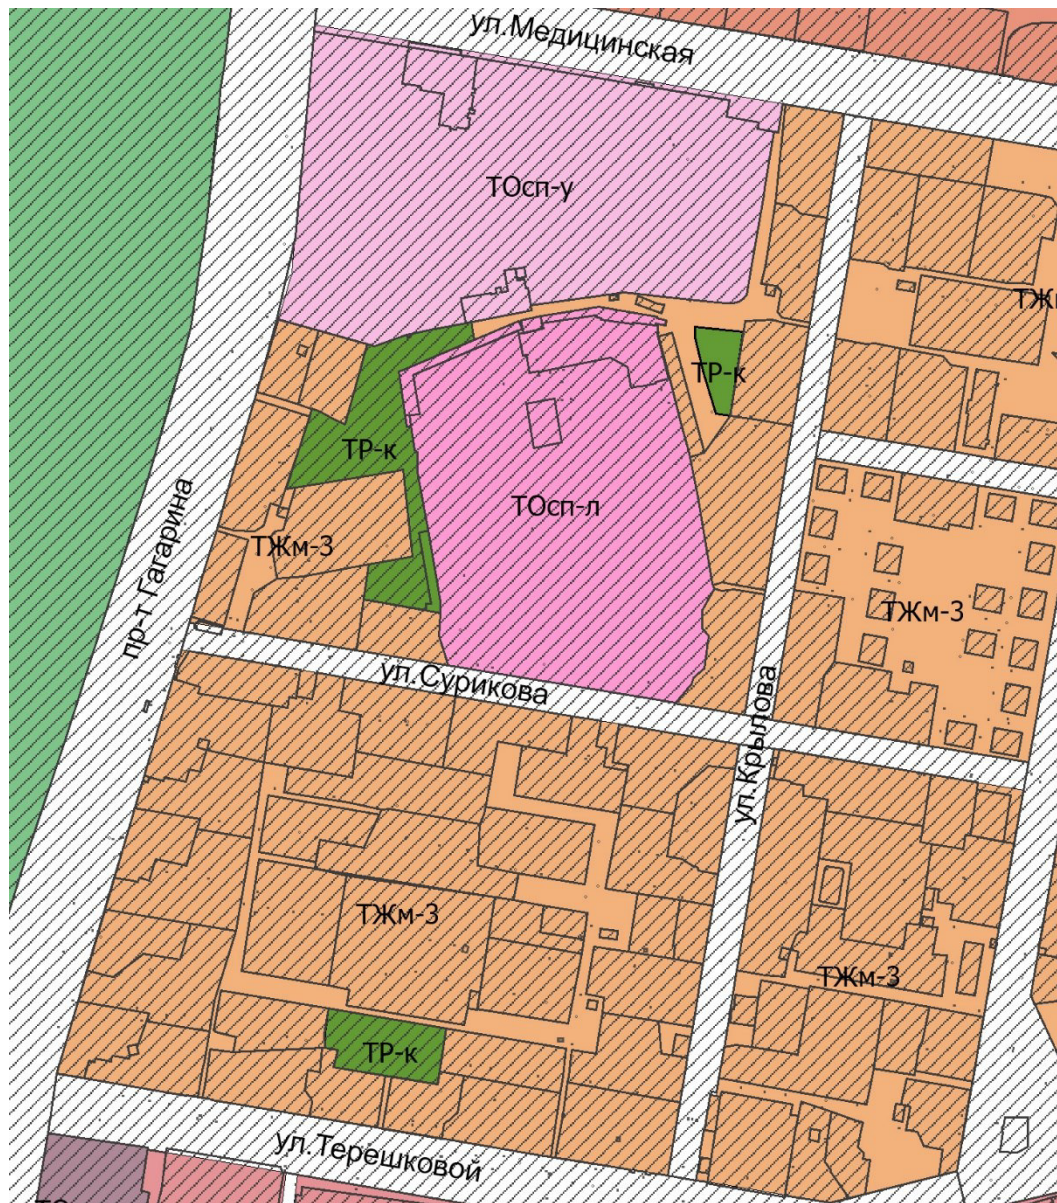 ул.Медицинская
ТОсп-у
ТЖ
ТР-к
ТР-к
ТОсп-л
пр-т Гагарина
ТЖм-3
ТЖм-3
ул.Сурикова
ул.Крылова
ТЖм-3
ТЖм-3
ТР-к
ул.Терешковой